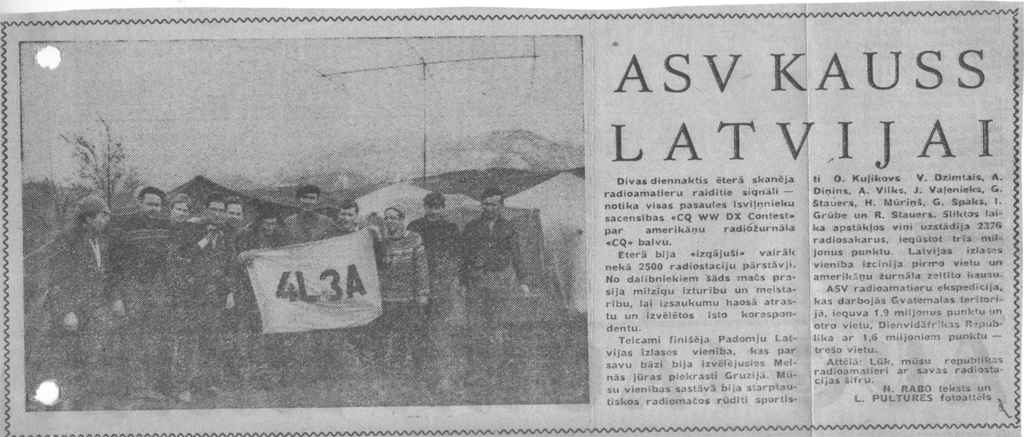 4L3A
ASV KAUSS
LATVIJAI
Divas diennaktis ēterā skanēja
radioamatieru raidītie signāli —
notika visas pasaules īsviļnieku
sacensības «CQ WW DX Contest»
par amerikāņu radiožurnāla
«CQ» balvu.
Ēterā bija «izgājuši» vairāk
nekā 2500 radiostaciju pārstāvji.
No dalībniekiem šāds mačs pra-
sīja milzīgu izturību un meista-
rību, lai izsaukumu haosā atras-
tu un izvēlētos īsto korespon-
dentu.
Teicami finišēja Padomju Lat-
vijas izlases vienība, kas par
savu bāzi bija izvēlējusies Mel-
nās jūras piekrasti Gruzijā. Mū-
su vienības sastāvā bija starptau-
tiskos radiomačos rūdīti sportis-
ti O. Kuļikovs V. Dzimtais, A.
Diņins, A. Vilks, J. Vaļenieks, G.
Stauers, H. Mūriņš, G. Spaks, I.
Grūbe un R. Stauers. Sliktos lai-
ka apstākļos viņi uzstādīja 2376
radiosakarus, iegūstot trīs mil-
jonus punktu. Latvijas izlases
vienība izcīnīja pirmo vietu un
amerikāņu žurnāla zeltīto kausu.
ASV radioamatieru ekspedīcija,
kas darbojās Gvatemalas teritori-
jā, ieguva 1,9 miljonus punktu un
otro vietu, Dienvidāfrikas Repub-
lika ar 1,6 miljoniem punktu —
trešo vietu.
Attēlā: Lūk, mūsu republikas
radioamatieri ar savas radiosta-
cijas šifru.
N. RABO teksts un
L. PULTURES fotoattēls